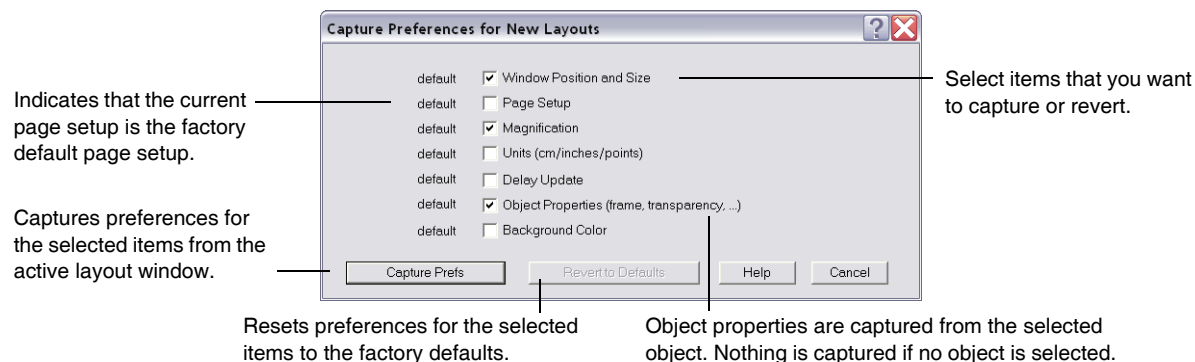 Capture Preferences for New Layouts
default Window Position and Size
default Page Setup
default Magnification
default Units (cm/inches/points)
default Delay Update
default Object Properties (frame, transparency, ...)
default Background Color
Capture Prefs Revert to Defaults Help Cancel
Indicates that the current
page setup is the factory
default page setup.
Captures preferences for
the selected items from the
active layout window.
Select items that you want
to capture or revert.
Resets preferences for the selected
items to the factory defaults.
Object properties are captured from the selected
object. Nothing is captured if no object is selected.